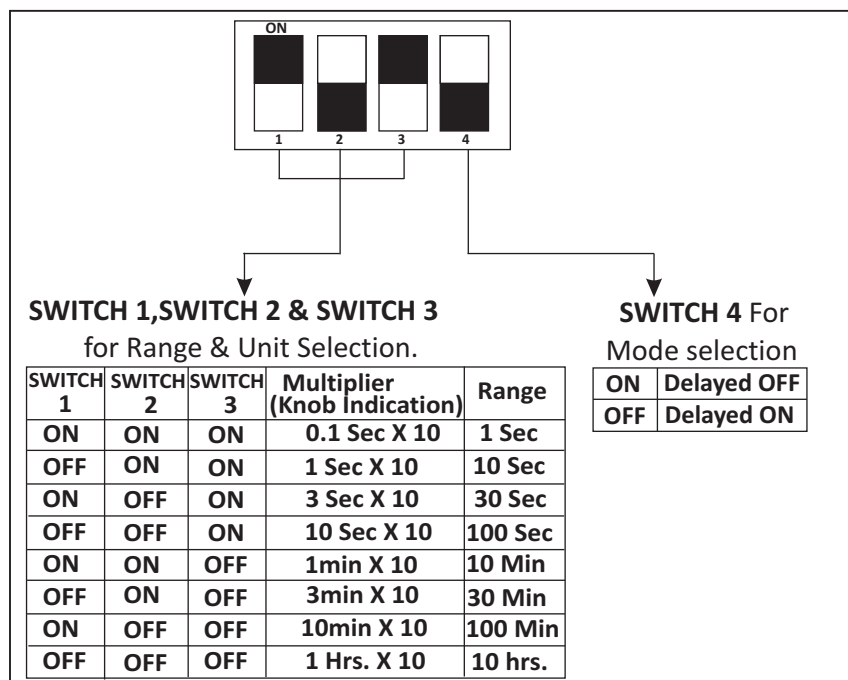 ON
1 2 3 4
SWITCH 1,SWITCH 2 & SWITCH 3
for Range & Unit Selection.
SWITCH 1 SWITCH 2 SWITCH 3 Multiplier (Knob Indication) Range
ON ON ON 0.1 Sec X 10 1 Sec
OFF ON ON 1 Sec X 10 10 Sec
ON OFF ON 3 Sec X 10 30 Sec
OFF OFF ON 10 Sec X 10 100 Sec
ON ON OFF 1min X 10 10 Min
OFF ON OFF 3min X 10 30 Min
ON OFF OFF 10min X 10 100 Min
OFF OFF OFF 1 Hrs. X 10 10 hrs.
SWITCH 4 For
Mode selection
ON Delayed OFF
OFF Delayed ON